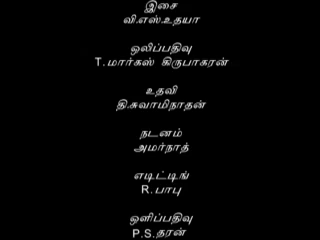 இசை
வி.எஸ்.உதயா
ஒலிப்பதிவு
T.மார்கஸ் கிருபாகரன்
உதவி
தி.சுவாமிநாதன்
நடனம்
அமர்நாத்
எடிட்டிங்
R.பாபு
ஒளிப்பதிவு
P.S.தரன்